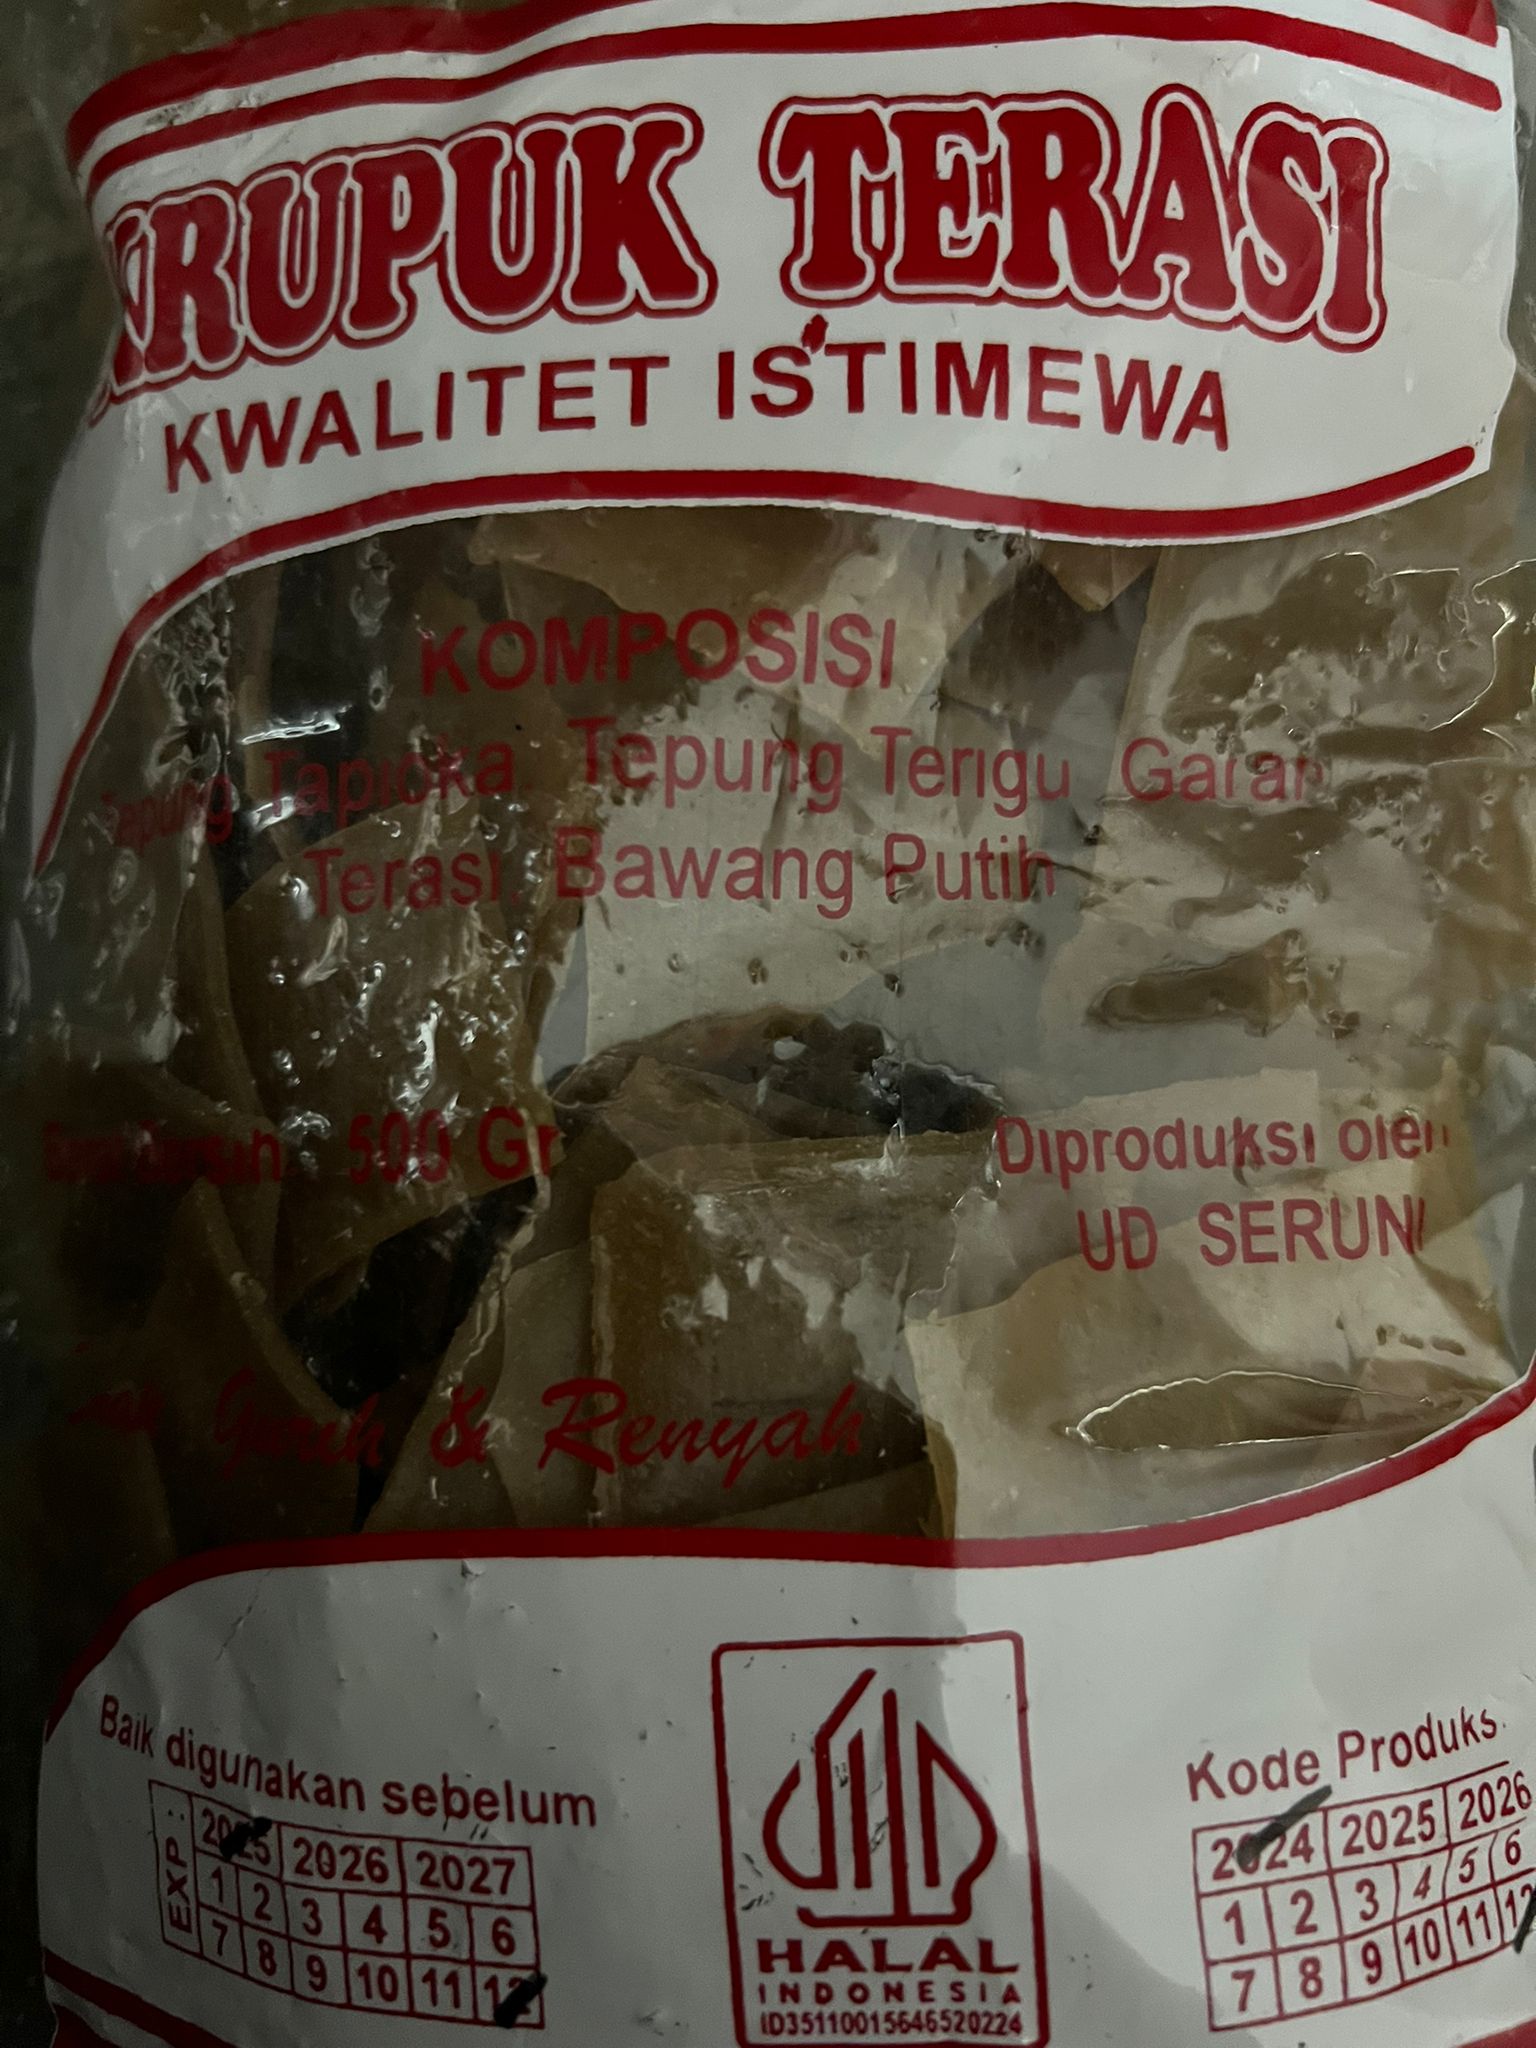 KRUPUK TERASI
KWALITET ISTIMEWA
KOMPOSISI
Tepung Tapioka, Tepung Terigu, Garam
Terasi, Bawang Putih
500 Gr
Diproduksi oleh
UD SERUNI
Gurih & Renyah
Baik digunakan sebelum
EXP : 2025 2026 2027
1 2 3 4 5 6
7 8 9 10 11 12
HALAL
INDONESIA
ID35110015646520224
Kode Produks
2024 2025 2026
1 2 3 4 5 6
7 8 9 10 11 12